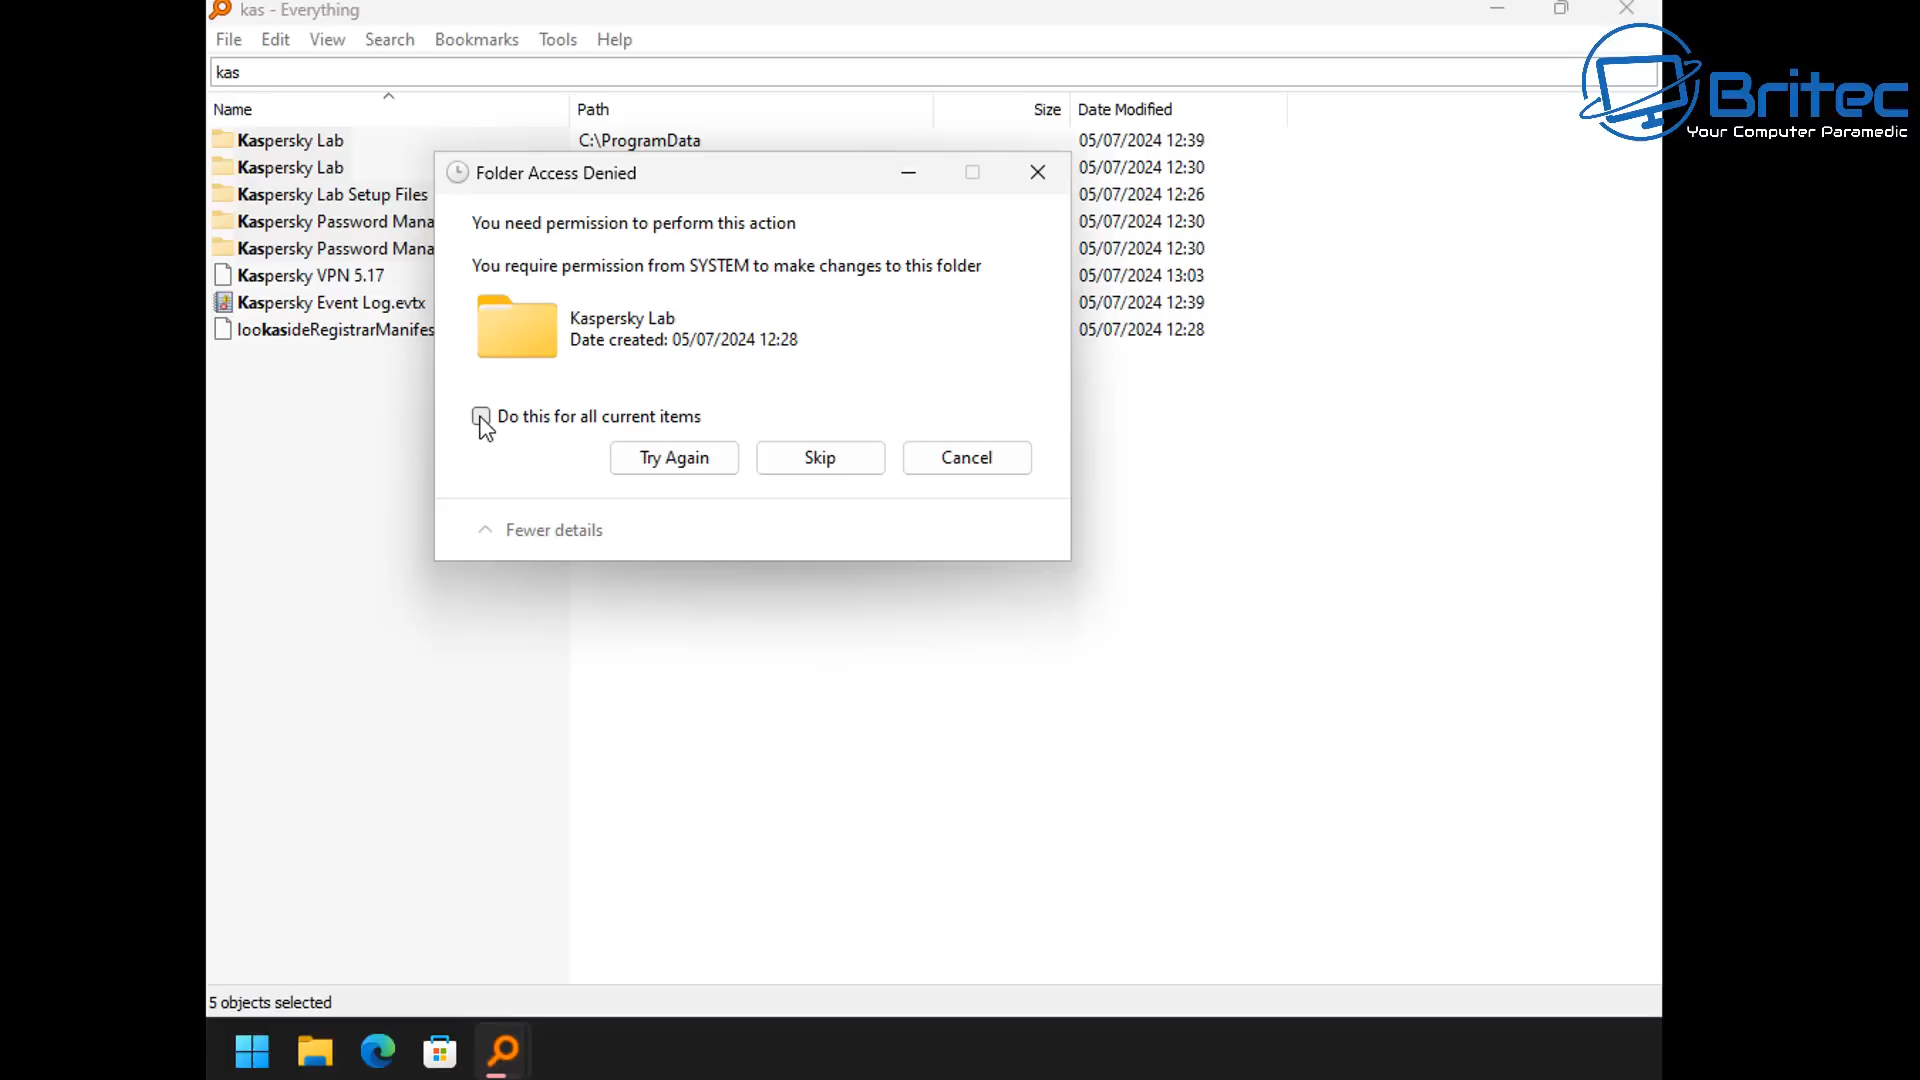 kas - Everything
File Edit View Search Bookmarks Tools Help
kas
Name Path Size Date Modified
Kaspersky Lab C:\ProgramData 05/07/2024 12:39
Kaspersky Lab 05/07/2024 12:30
Kaspersky Lab Setup Files 05/07/2024 12:26
Kaspersky Password Mana 05/07/2024 12:30
Kaspersky Password Mana 05/07/2024 12:30
Kaspersky VPN 5.17 05/07/2024 13:03
Kaspersky Event Log.evtx 05/07/2024 12:39
lookasideRegistrarManifes 05/07/2024 12:28
Folder Access Denied
You need permission to perform this action
You require permission from SYSTEM to make changes to this folder
Kaspersky Lab
Date created: 05/07/2024 12:28
Do this for all current items
Try Again Skip Cancel
Fewer details
5 objects selected
Britec
Your Computer Paramedic